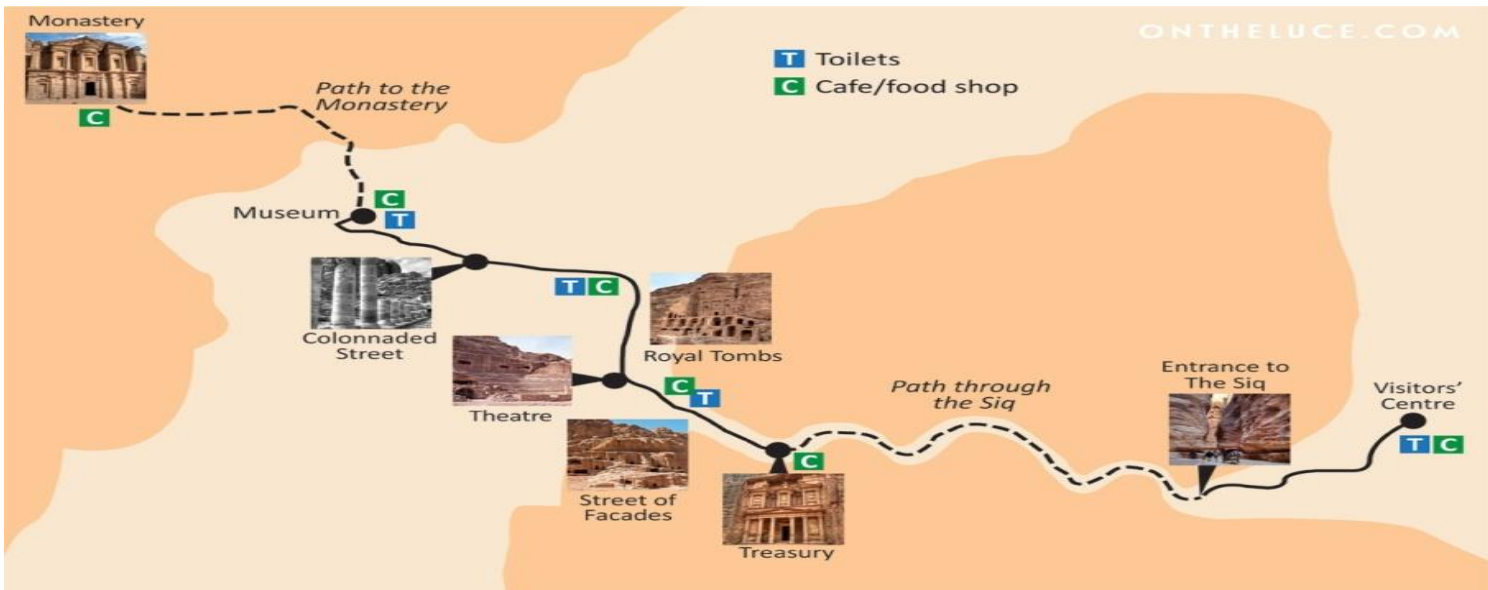 Monastery
ONTHELUCE.COM
T Toilets
C Cafe/food shop
Path to the
Monastery
C
C
Museum
T
T C
Colonnaded
Street
Royal Tombs
Theatre
C
T
Path through
the Siq
Entrance to
The Siq
Visitors'
Centre
T C
C
Street of
Facades
Treasury